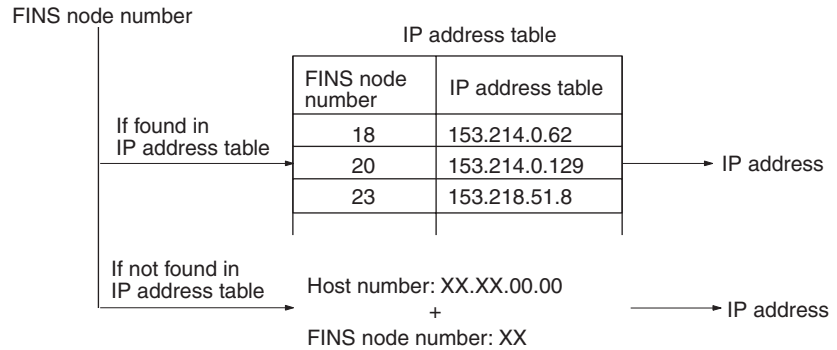 FINS node number
IP address table
FINS node number
IP address table
18
153.214.0.62
20
153.214.0.129
23
153.218.51.8
If found in
IP address table
IP address
If not found in
IP address table
Host number: XX.XX.00.00
+
FINS node number: XX
IP address